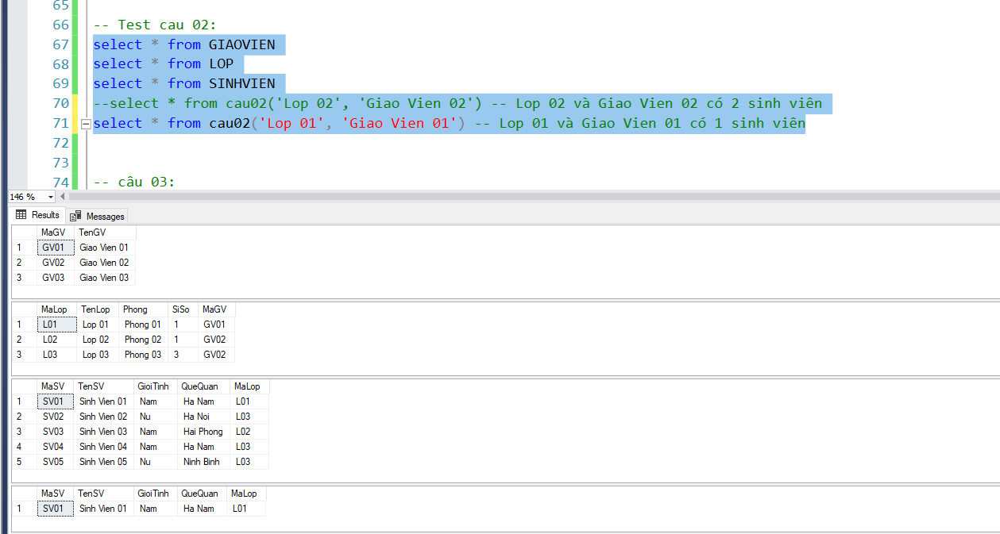 65
66 -- Test cau 02:
67 select * from GIAOVIEN
68 select * from LOP
69 select * from SINHVIEN
70 --select * from cau02('Lop 02', 'Giao Vien 02') -- Lop 02 và Giao Vien 02 có 2 sinh viên
71 select * from cau02('Lop 01', 'Giao Vien 01') -- Lop 01 và Giao Vien 01 có 1 sinh viên
72
73
74 -- câu 03:
146 %
Results Messages
MaGV TenGV
1 GV01 Giao Vien 01
2 GV02 Giao Vien 02
3 GV03 Giao Vien 03
MaLop TenLop Phong SiSo MaGV
1 L01 Lop 01 Phong 01 1 GV01
2 L02 Lop 02 Phong 02 1 GV02
3 L03 Lop 03 Phong 03 3 GV02
MaSV TenSV GioiTinh QueQuan MaLop
1 SV01 Sinh Vien 01 Nam Ha Nam L01
2 SV02 Sinh Vien 02 Nu Ha Noi L03
3 SV03 Sinh Vien 03 Nam Hai Phong L02
4 SV04 Sinh Vien 04 Nam Ha Nam L03
5 SV05 Sinh Vien 05 Nu Ninh Binh L03
MaSV TenSV GioiTinh QueQuan MaLop
1 SV01 Sinh Vien 01 Nam Ha Nam L01